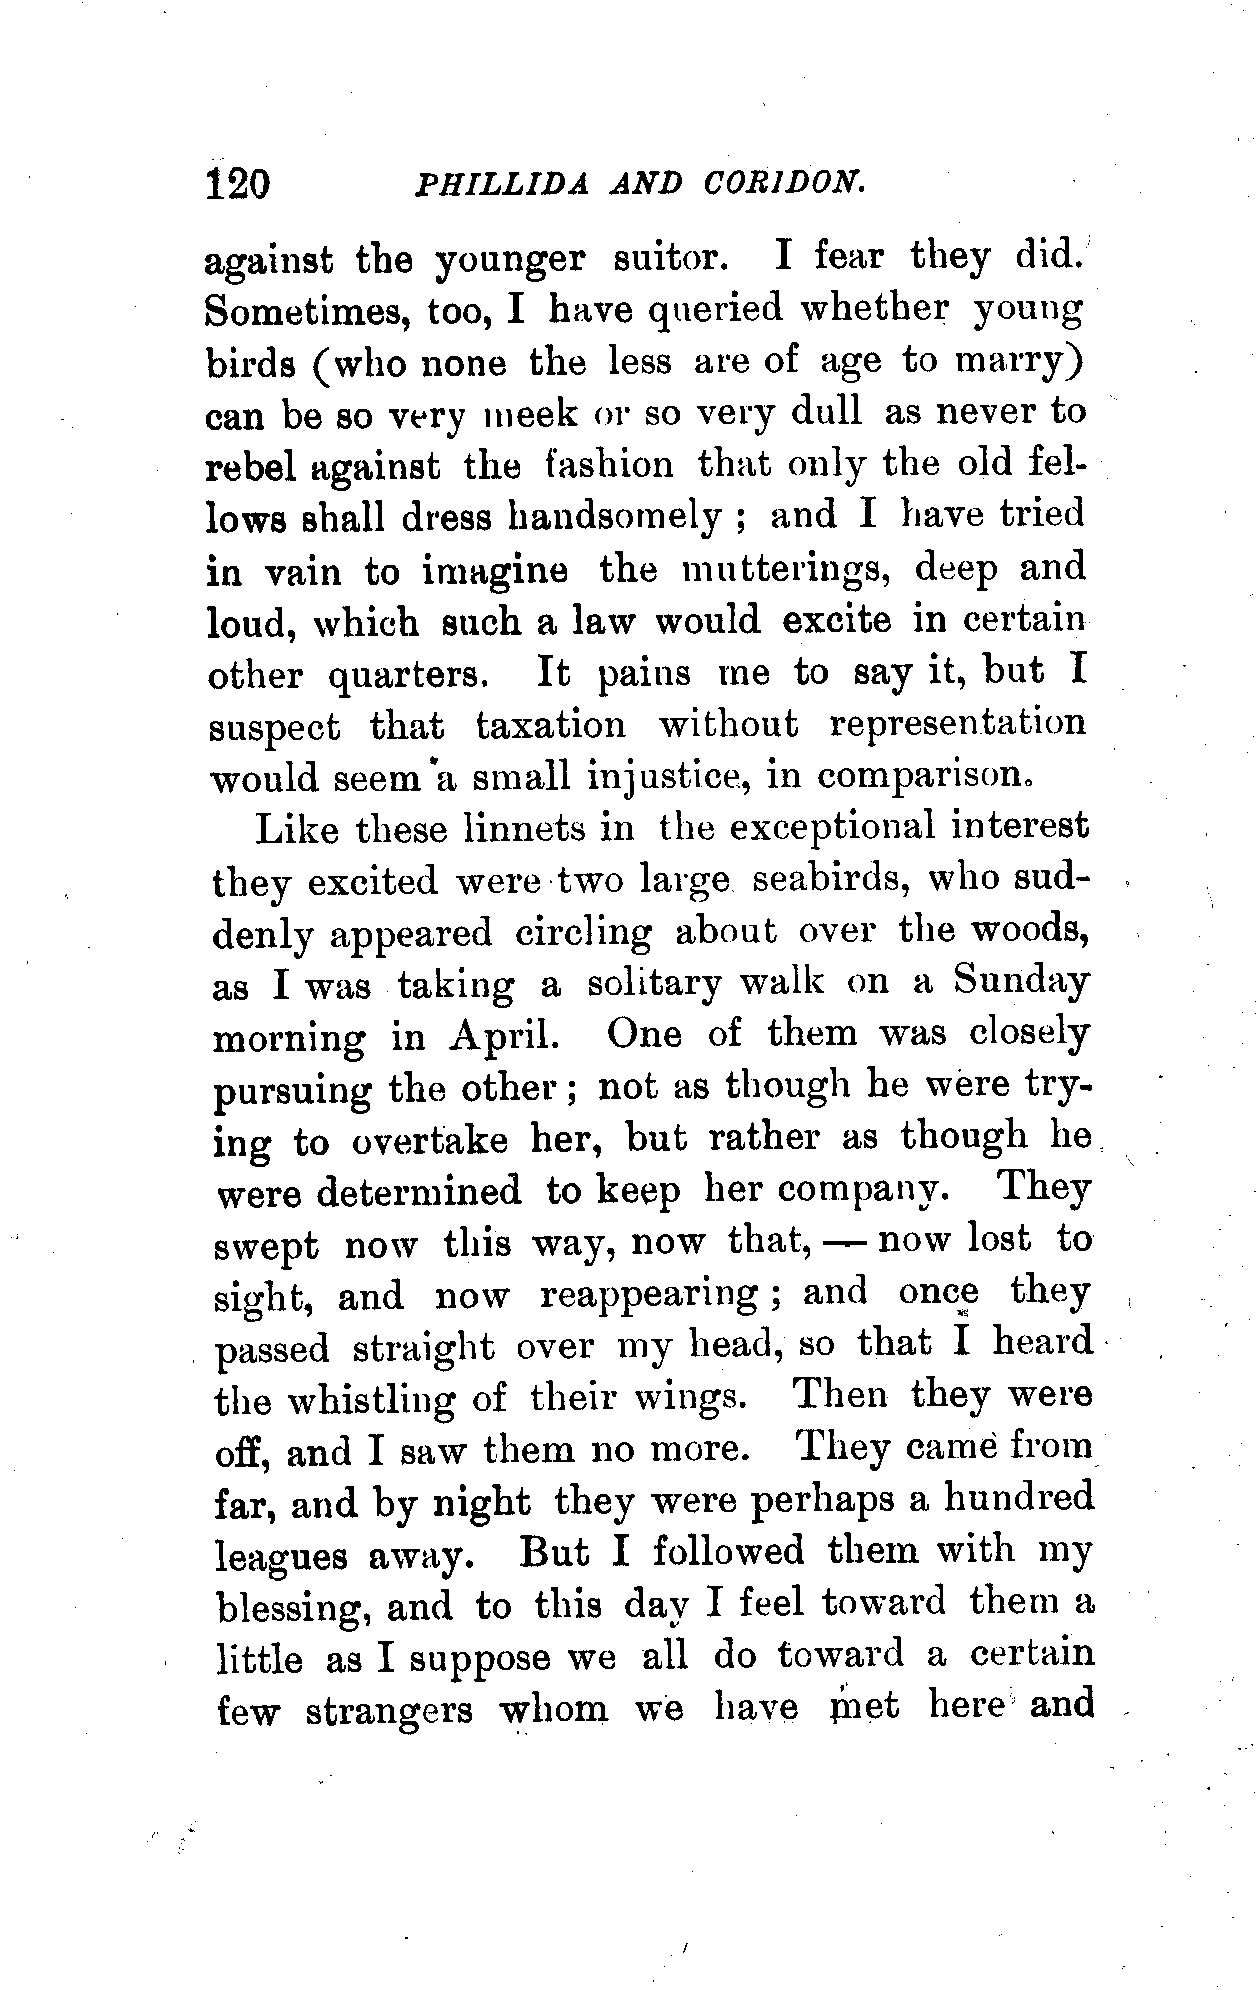 120 PHILLIDA AND CORIDON.
against the younger suitor. I fear they did.
Sometimes, too, I have queried whether young
birds (who none the less are of age to marry)
can be so very meek or so very dull as never to
rebel against the fashion that only the old fel-
lows shall dress handsomely ; and I have tried
in vain to imagine the mutterings, deep and
loud, which such a law would excite in certain
other quarters. It pains me to say it, but I
suspect that taxation without representation
would seem a small injustice, in comparison.
Like these linnets in the exceptional interest
they excited were two large seabirds, who sud-
denly appeared circling about over the woods,
as I was taking a solitary walk on a Sunday
morning in April. One of them was closely
pursuing the other ; not as though he were try-
ing to overtake her, but rather as though he
were determined to keep her company. They
swept now this way, now that, — now lost to
sight, and now reappearing ; and once they
passed straight over my head, so that I heard
the whistling of their wings. Then they were
off, and I saw them no more. They came from
far, and by night they were perhaps a hundred
leagues away. But I followed them with my
blessing, and to this day I feel toward them a
little as I suppose we all do toward a certain
few strangers whom we have met here and